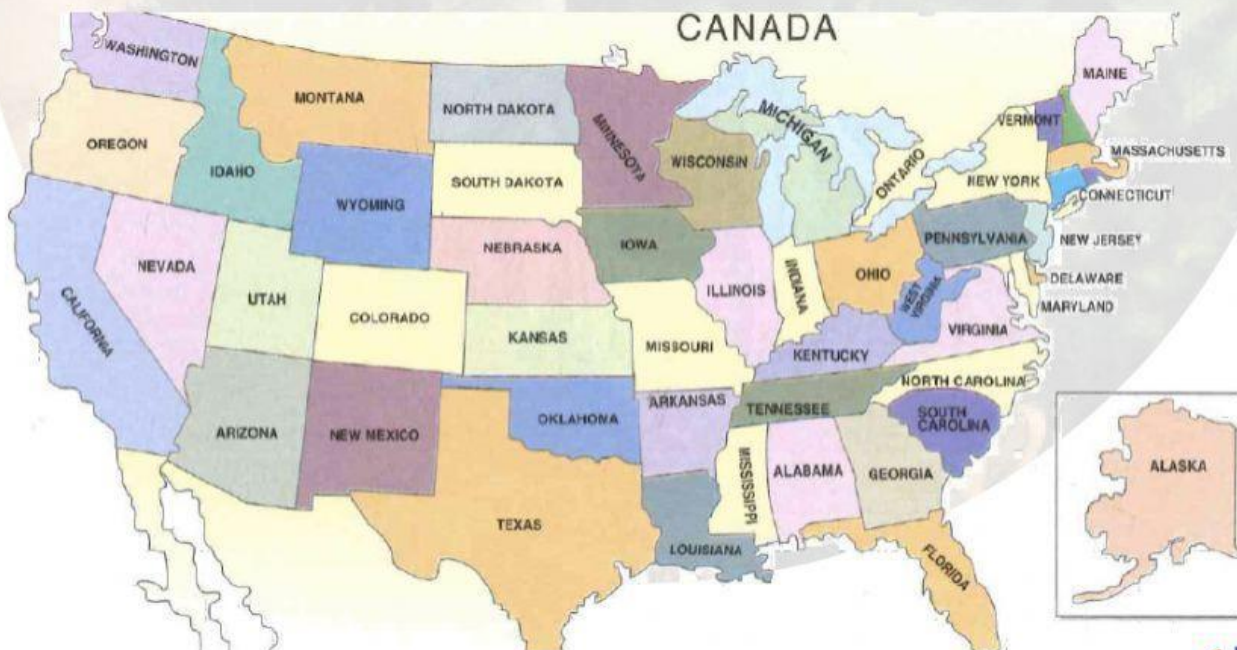 CANADA
WASHINGTON
MAINE
MONTANA
NORTH DAKOTA
MINNESOTA
MICHIGAN
VERMONT
OREGON
IDAHO
WISCONSIN
ONTARIO
MASSACHUSETTS
SOUTH DAKOTA
NEW YORK
WYOMING
CONNECTICUT
NEBRASKA
IOWA
PENNSYLVANIA
NEW JERSEY
NEVADA
OHIO
DELAWARE
UTAH
ILLINOIS
INDIANA
WEST
VIRGINIA
MARYLAND
CALIFORNIA
COLORADO
KANSAS
MISSOURI
VIRGINIA
KENTUCKY
NORTH CAROLINA
ARKANSAS
TENNESSEE
OKLAHOMA
SOUTH
CAROLINA
ARIZONA
NEW MEXICO
MISSISSIPPI
ALABAMA
GEORGIA
ALASKA
TEXAS
LOUISIANA
FLORIDA